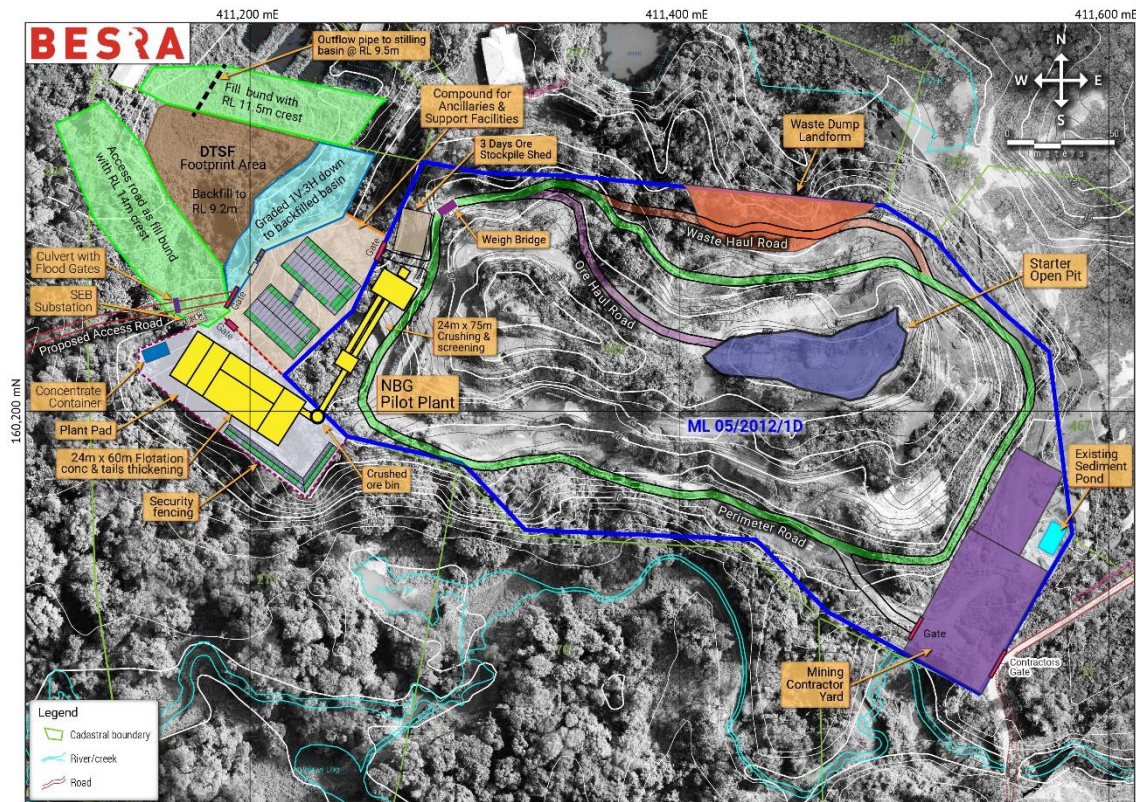 411,200 mE
411,400 mE
411,600 mE
BESRA
Outflow pipe to stilling
basin @ RL 9.5m
Fill bund with
RL 11.5m crest
Compound for
Ancillaries &
Support Facilities
3 Days Ore
Stockpile Shed
Waste Dump
Landform
N
W
E
S
50
meters
DTSF
Footprint Area
Backfill to
RL 9.2m
Access road as fill bund
with RL 14m crest
Graded 1V-3H down
to backfilled basin
Weigh Bridge
Waste Haul Road
Ore Haul Road
Starter
Open Pit
Culvert with
Flood Gates
SEB
Substation
Gate
Gate
Gate
Proposed Access Road
24m x 75m
Crushing &
screening
NBG
Pilot Plant
Concentrate
Container
Plant Pad
24m x 60m Flotation
conc & tails thickening
Security
fencing
Crushed
ore bin
160,200 mN
ML 05/2012/1D
467
Existing
Sediment
Pond
Perimeter Road
Gate
Contractors
Gate
Mining
Contractor
Yard
Legend
Cadastral boundary
River/creek
Road